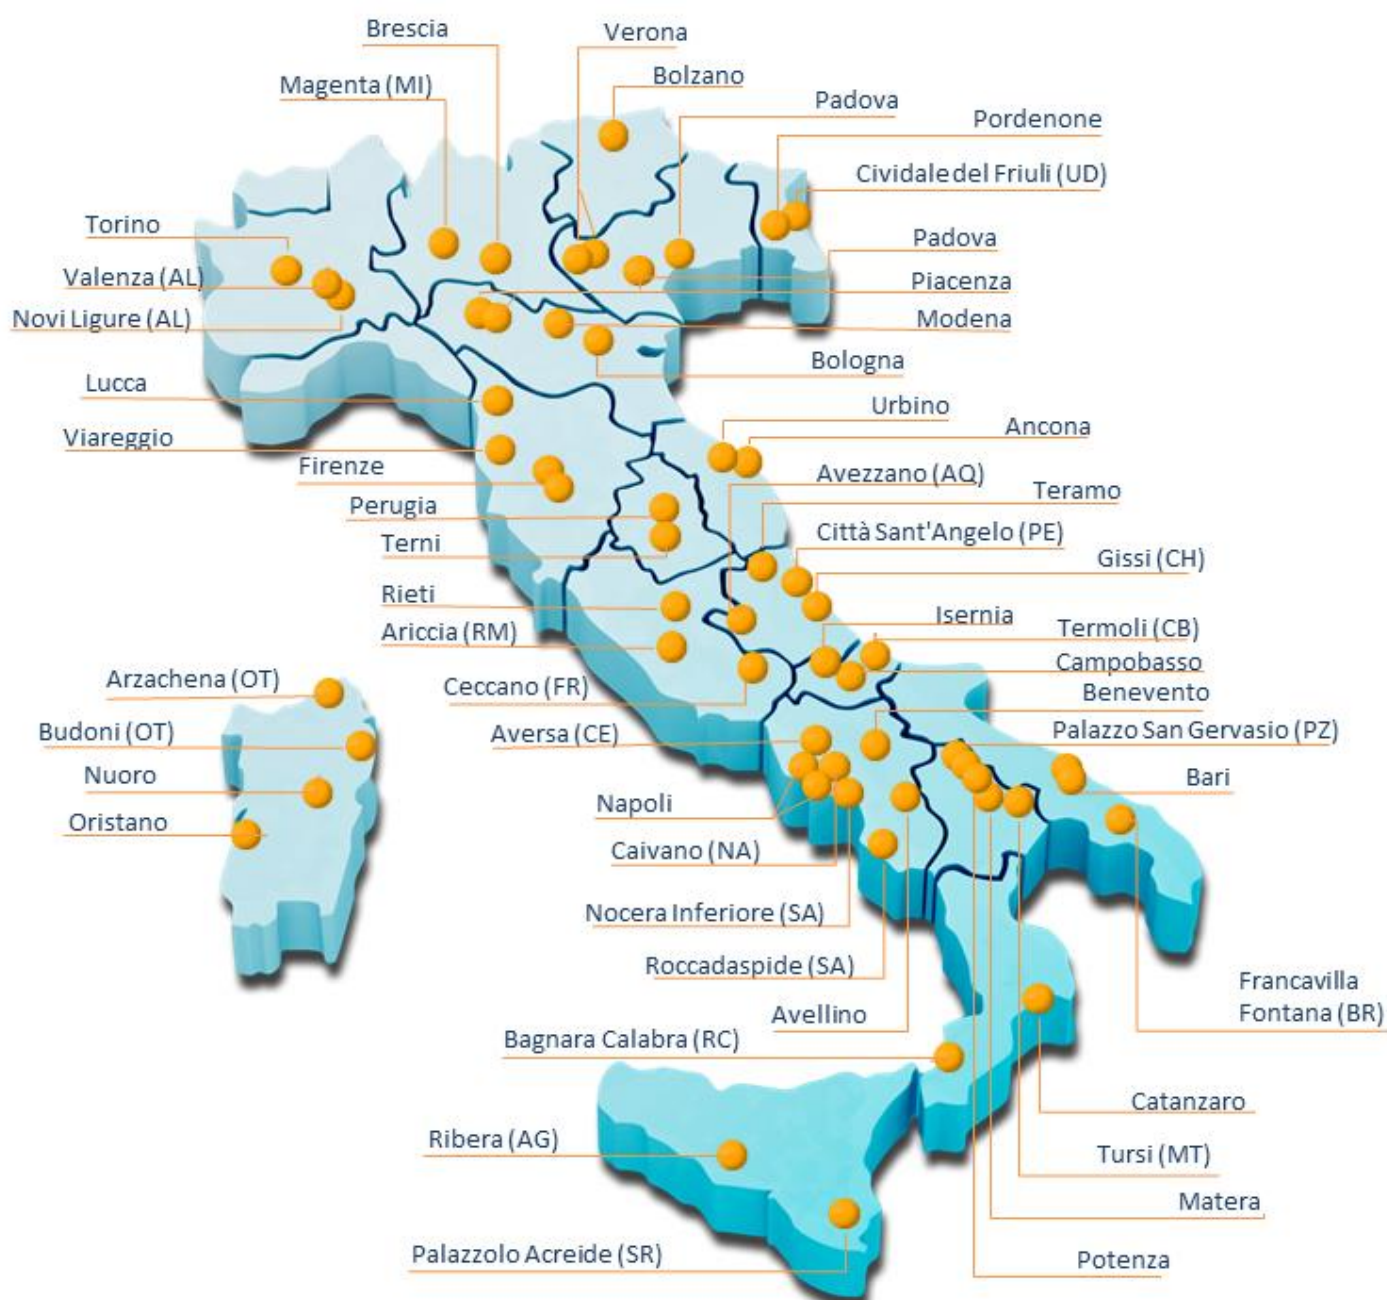 Brescia
Verona
Bolzano
Magenta (MI)
Padova
Pordenone
Cividale del Friuli (UD)
Torino
Padova
Valenza (AL)
Piacenza
Novi Ligure (AL)
Modena
Bologna
Lucca
Urbino
Ancona
Viareggio
Firenze
Avezzano (AQ)
Teramo
Perugia
Città Sant'Angelo (PE)
Terni
Gissi (CH)
Rieti
Isernia
Ariccia (RM)
Termoli (CB)
Campobasso
Arzachena (OT)
Ceccano (FR)
Benevento
Budoni (OT)
Aversa (CE)
Palazzo San Gervasio (PZ)
Nuoro
Bari
Napoli
Oristano
Caivano (NA)
Nocera Inferiore (SA)
Roccadaspide (SA)
Francavilla
Fontana (BR)
Avellino
Bagnara Calabra (RC)
Catanzaro
Ribera (AG)
Tursi (MT)
Matera
Palazzolo Acreide (SR)
Potenza